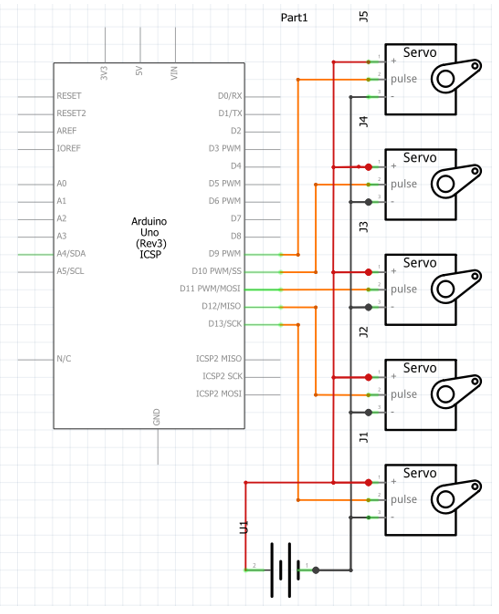 Part1
J5
3V3
5V
VIN
Servo
+
pulse
-
RESET
RESET2
AREF
IOREF
A0
A1
A2
A3
A4/SDA
A5/SCL
N/C
Arduino
Uno
(Rev3)
ICSP
D0/RX
D1/TX
D2
D3 PWM
D4
D5 PWM
D6 PWM
D7
D8
D9 PWM
D10 PWM/SS
D11 PWM/MOSI
D12/MISO
D13/SCK
ICSP2 MISO
ICSP2 SCK
ICSP2 MOSI
GND
J4
Servo
+
pulse
-
J3
Servo
+
pulse
-
J2
Servo
+
pulse
-
J1
Servo
+
pulse
-
U1
2
1